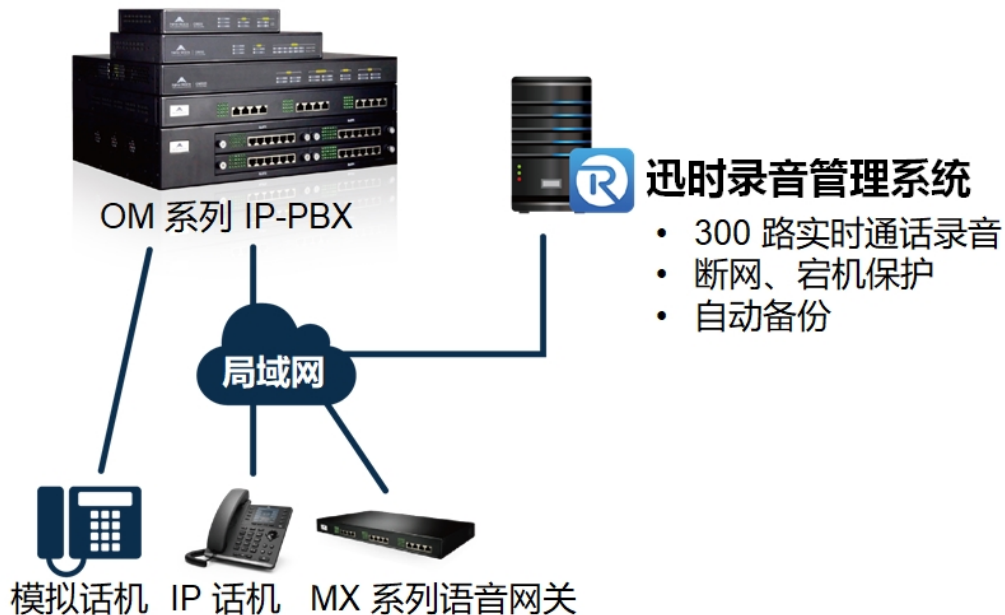 OM 系列 IP-PBX
迅时录音管理系统
• 300 路实时通话录音
• 断网、宕机保护
• 自动备份
局域网
模拟话机
IP 话机
MX 系列语音网关